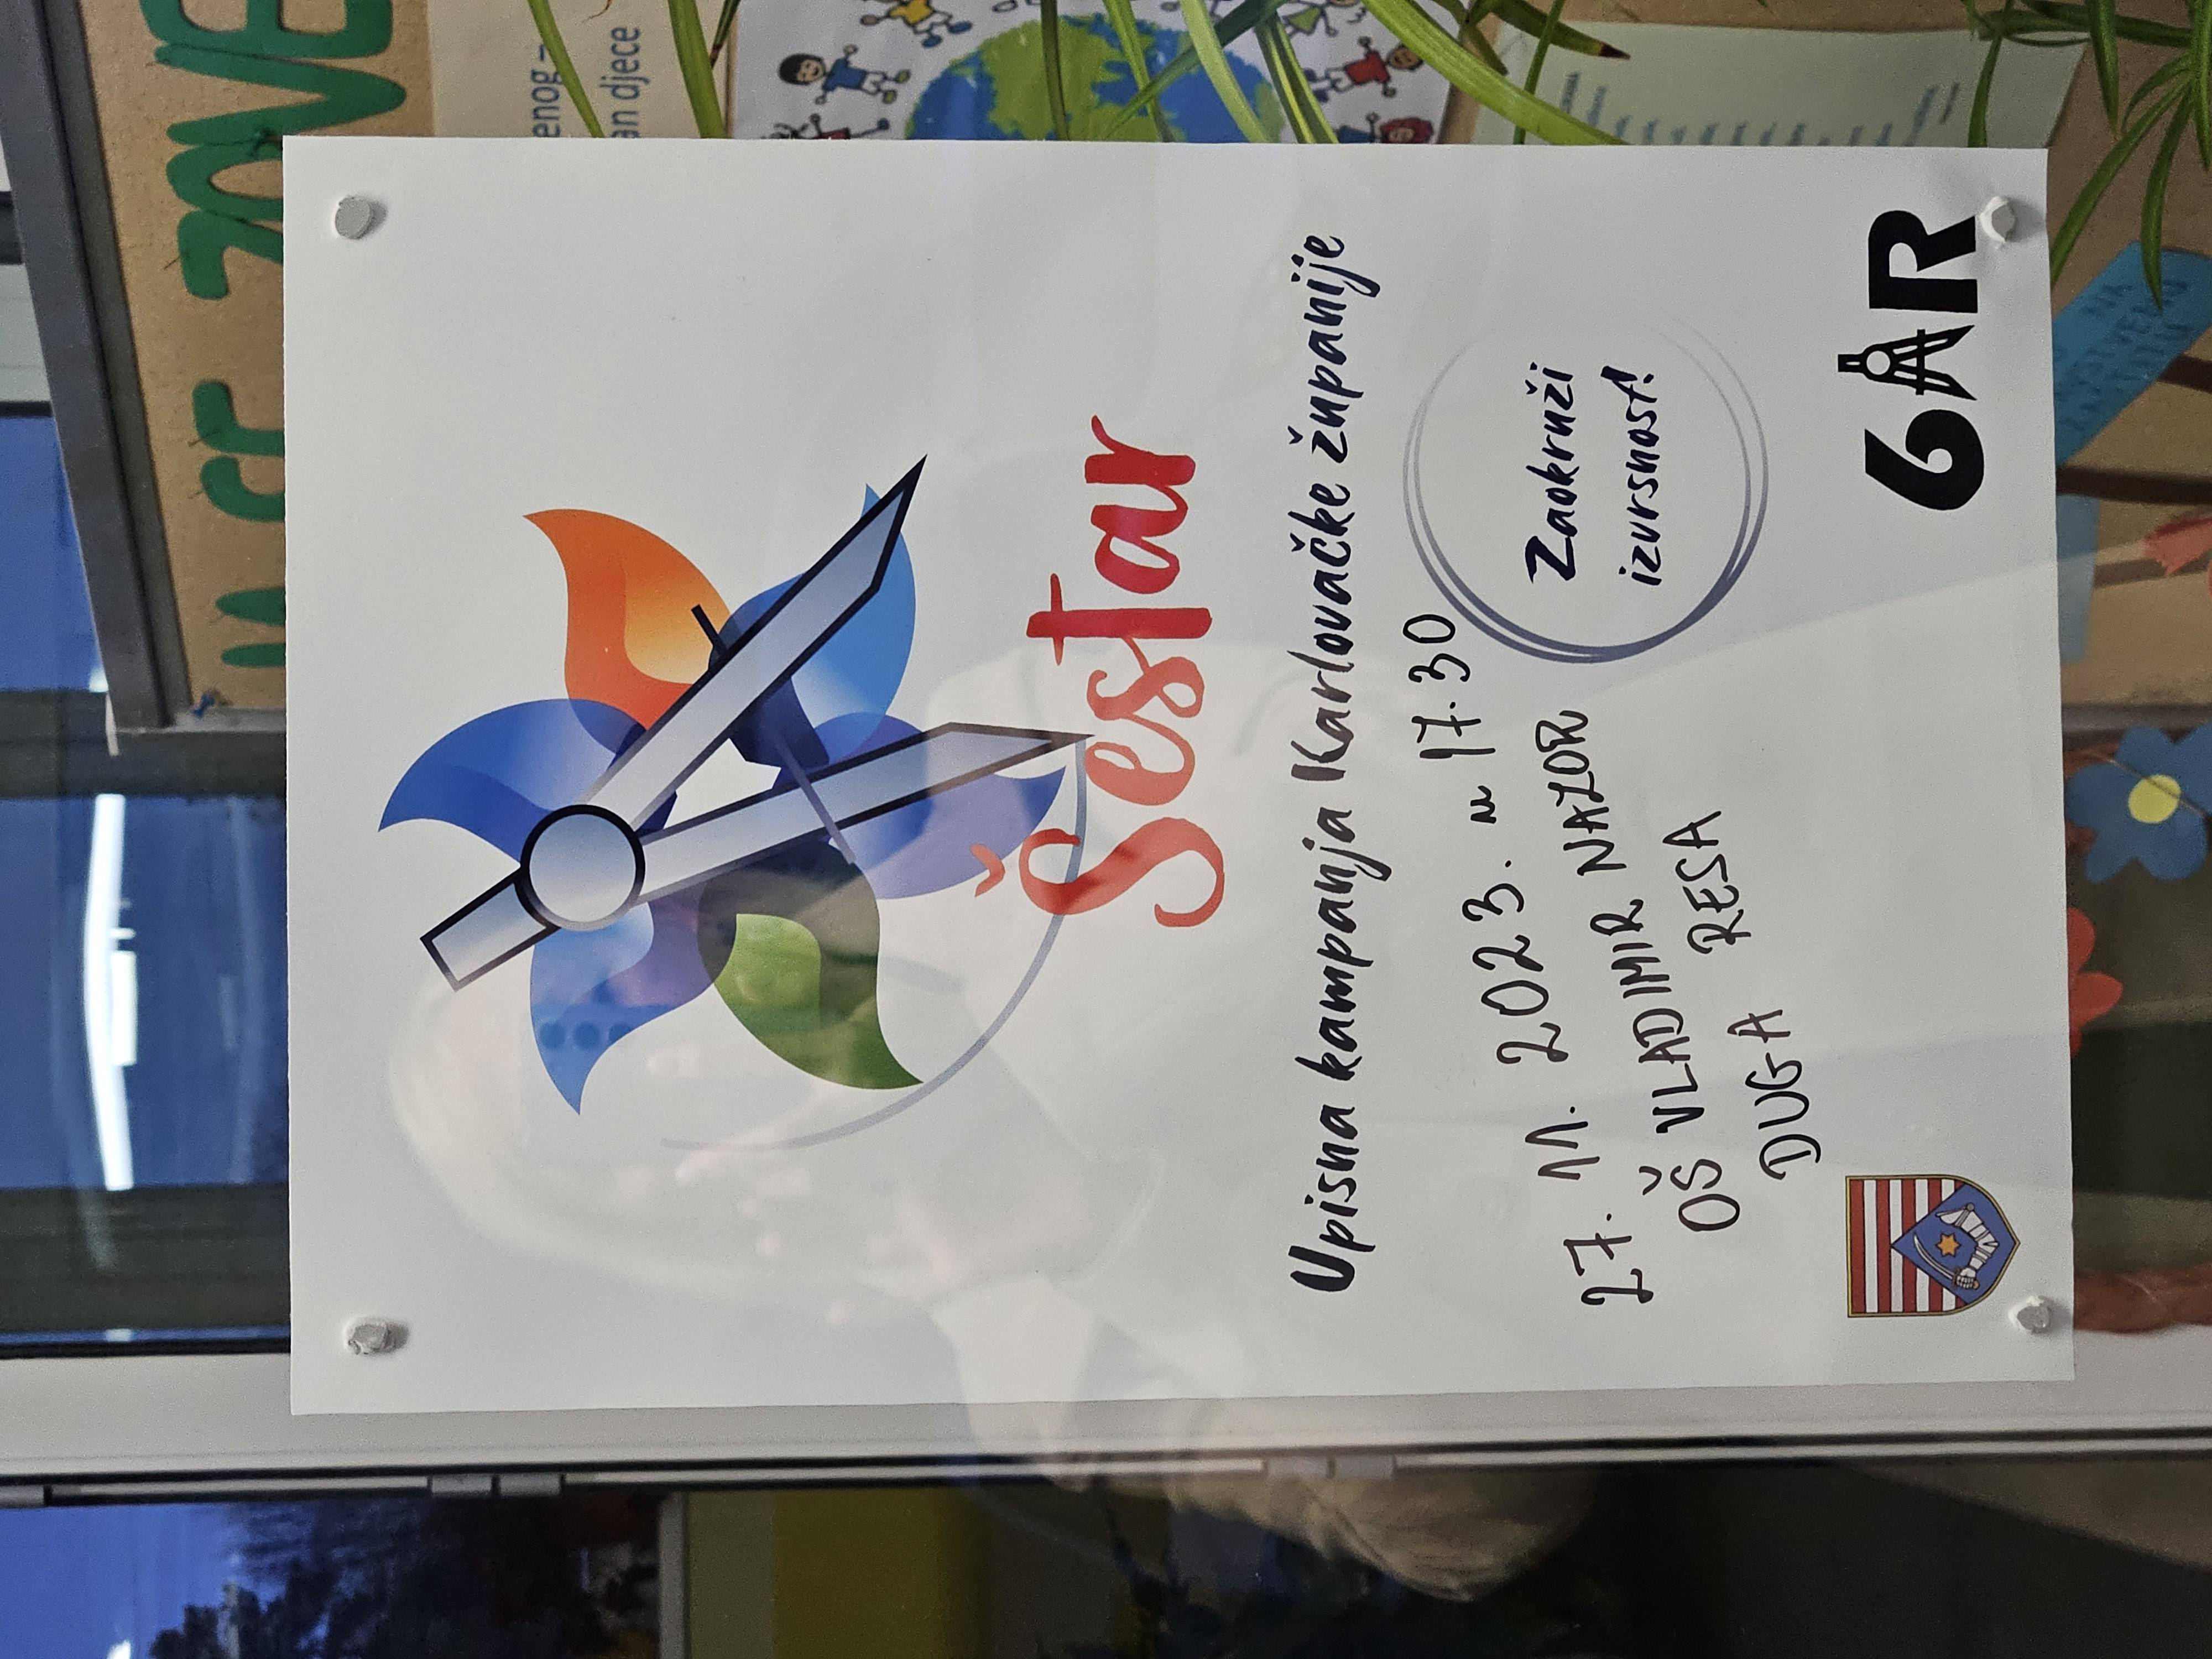 enog –
an djece
Šestar
Upisna kampanja Karlovačke županije
27. 11. 2023. u 17.30
OŠ VLADIMIR NAZOR
DUGA RESA
Zaokruži
izvrsnost!
6AR